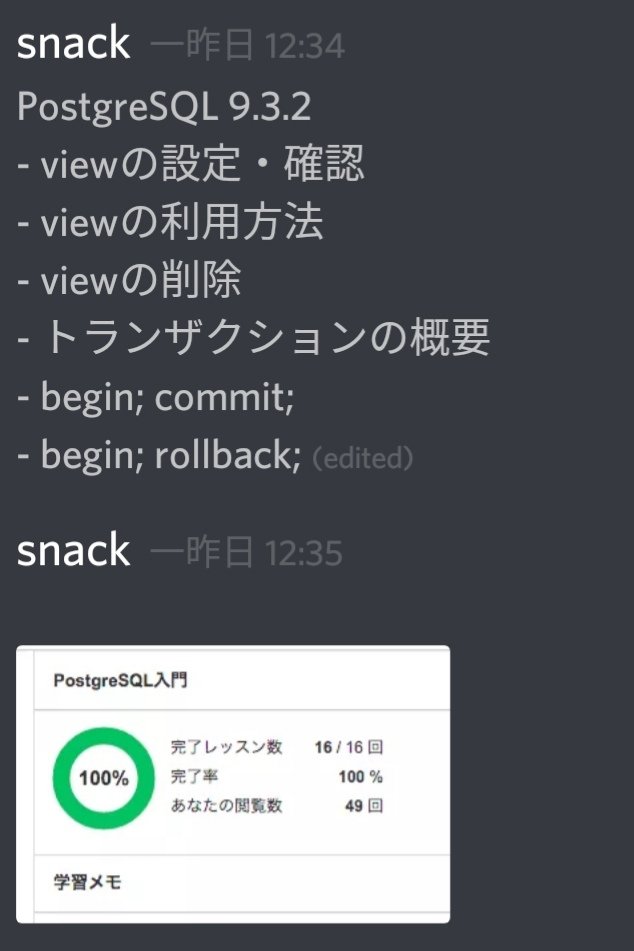 snack 一昨日 12:34
PostgreSQL 9.3.2
- viewの設定・確認
- viewの利用方法
- viewの削除
- トランザクションの概要
- begin; commit;
- begin; rollback; (edited)
snack 一昨日 12:35
PostgreSQL入門
100%
完了レッスン数 16 / 16 回
完了率 100 %
あなたの閲覧数 49 回
学習メモ